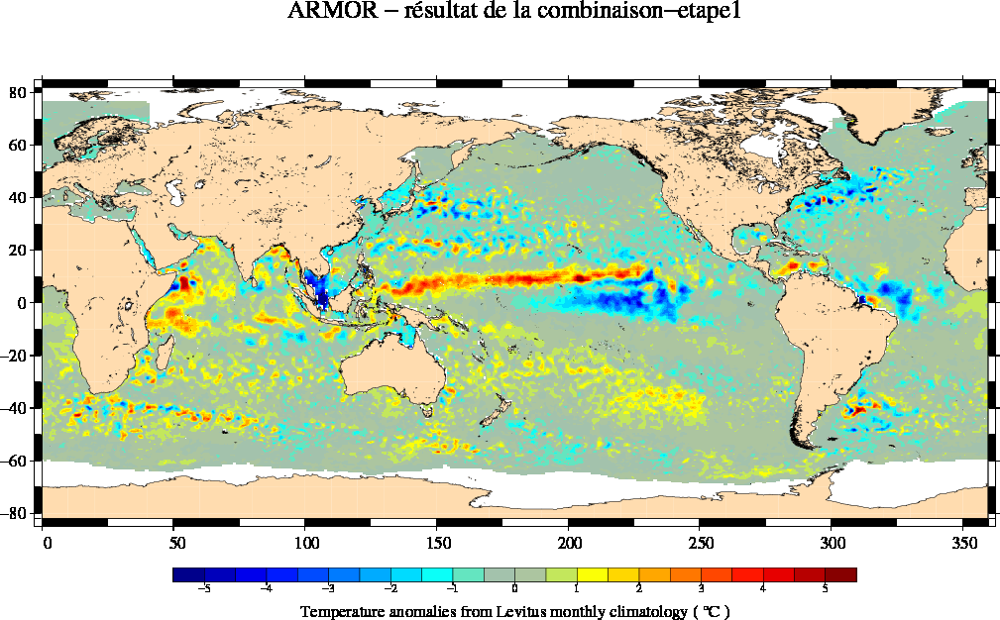 ARMOR – résultat de la combinaison–etape1
80
60
40
20
0
−20
−40
−60
−80
0 50 100 150 200 250 300 350
−5 −4 −3 −2 −1 0 1 2 3 4 5
Temperature anomalies from Levitus monthly climatology ( °C )